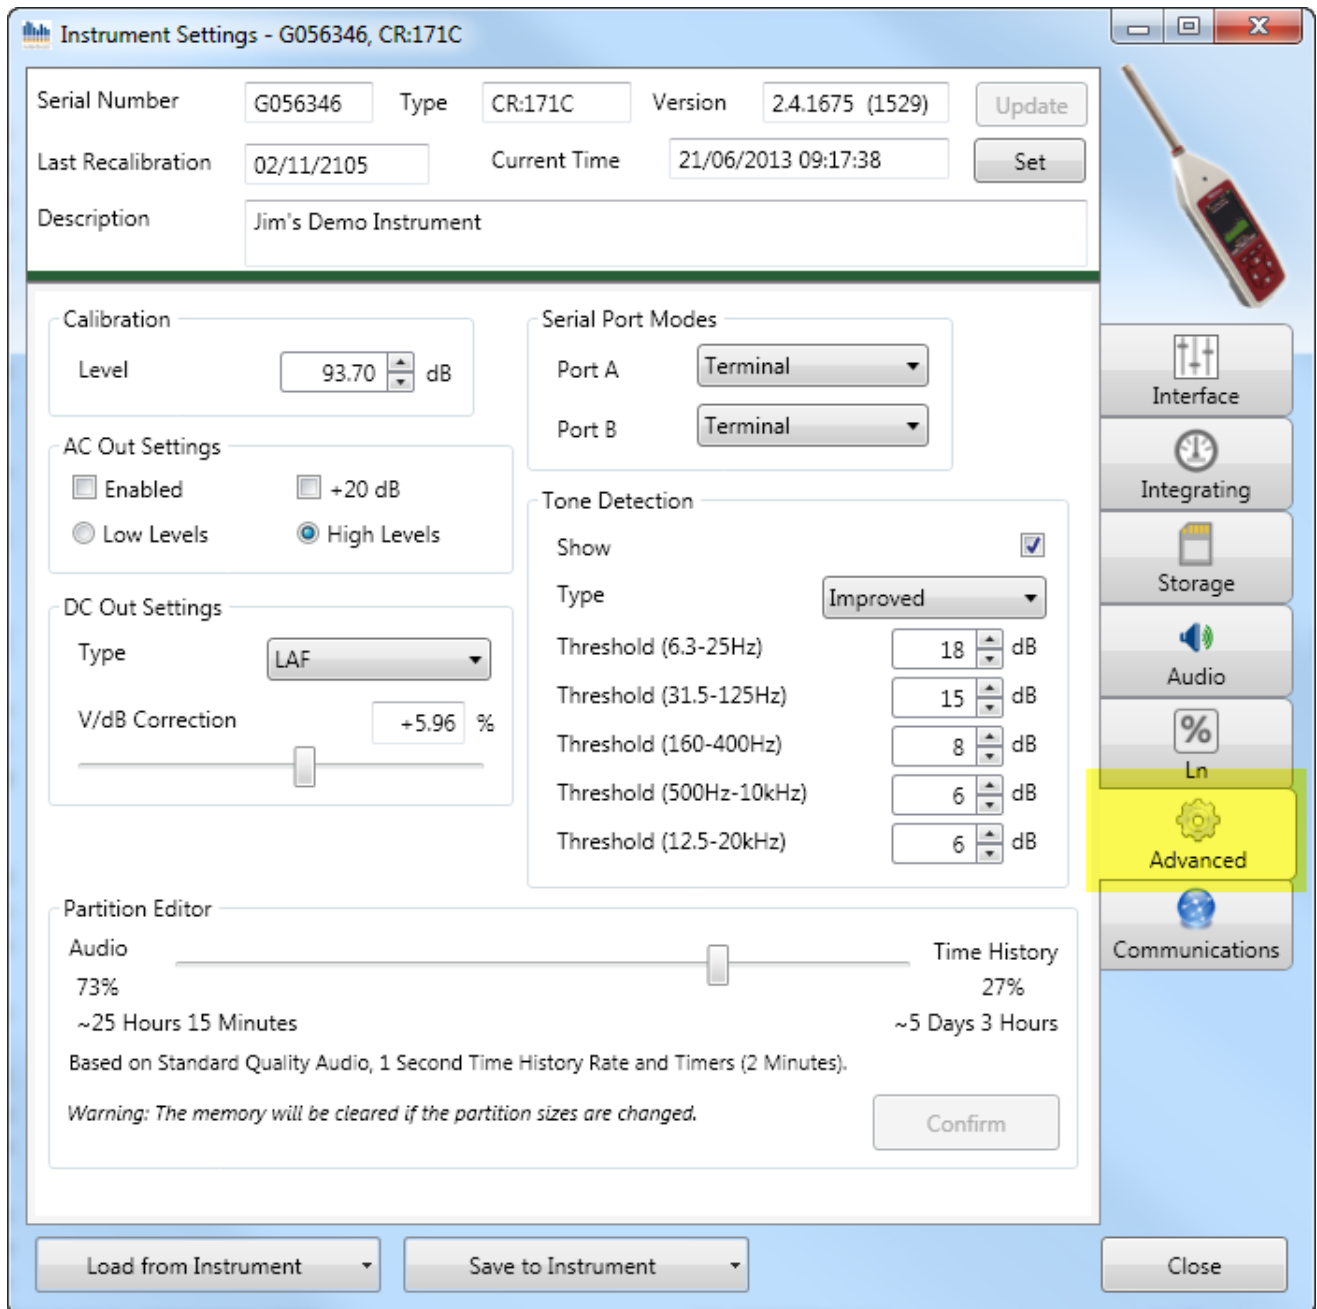 Instrument Settings - G056346, CR:171C
Serial Number G056346 Type CR:171C Version 2.4.1675 (1529) Update
Last Recalibration 02/11/2105 Current Time 21/06/2013 09:17:38 Set
Description Jim's Demo Instrument
Calibration
Level 93.70 dB
AC Out Settings
Enabled +20 dB
Low Levels High Levels
DC Out Settings
Type LAF
V/dB Correction +5.96 %
Serial Port Modes
Port A Terminal
Port B Terminal
Tone Detection
Show
Type Improved
Threshold (6.3-25Hz) 18 dB
Threshold (31.5-125Hz) 15 dB
Threshold (160-400Hz) 8 dB
Threshold (500Hz-10kHz) 6 dB
Threshold (12.5-20kHz) 6 dB
Partition Editor
Audio Time History
73% 27%
~25 Hours 15 Minutes ~5 Days 3 Hours
Based on Standard Quality Audio, 1 Second Time History Rate and Timers (2 Minutes).
Warning: The memory will be cleared if the partition sizes are changed.
Confirm
Interface
Integrating
Storage
Audio
%
Ln
Advanced
Communications
Load from Instrument Save to Instrument Close